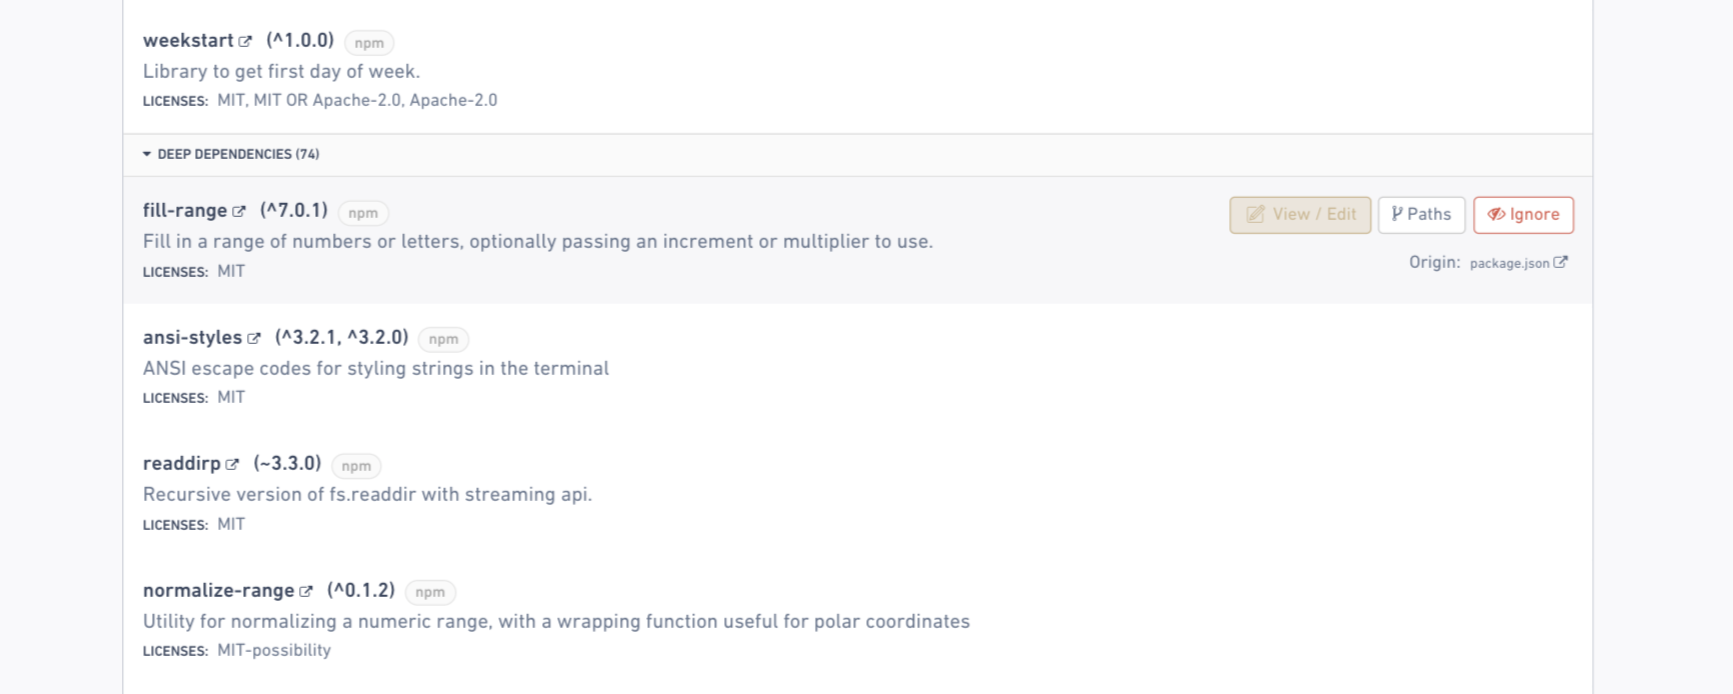 weekstart (^1.0.0) npm
Library to get first day of week.
LICENSES: MIT, MIT OR Apache-2.0, Apache-2.0
DEEP DEPENDENCIES (74)
fill-range (^7.0.1) npm View / Edit Paths Ignore
Fill in a range of numbers or letters, optionally passing an increment or multiplier to use.
Origin: package.json
LICENSES: MIT
ansi-styles (^3.2.1, ^3.2.0) npm
ANSI escape codes for styling strings in the terminal
LICENSES: MIT
readdirp (~3.3.0) npm
Recursive version of fs.readdir with streaming api.
LICENSES: MIT
normalize-range (^0.1.2) npm
Utility for normalizing a numeric range, with a wrapping function useful for polar coordinates
LICENSES: MIT-possibility